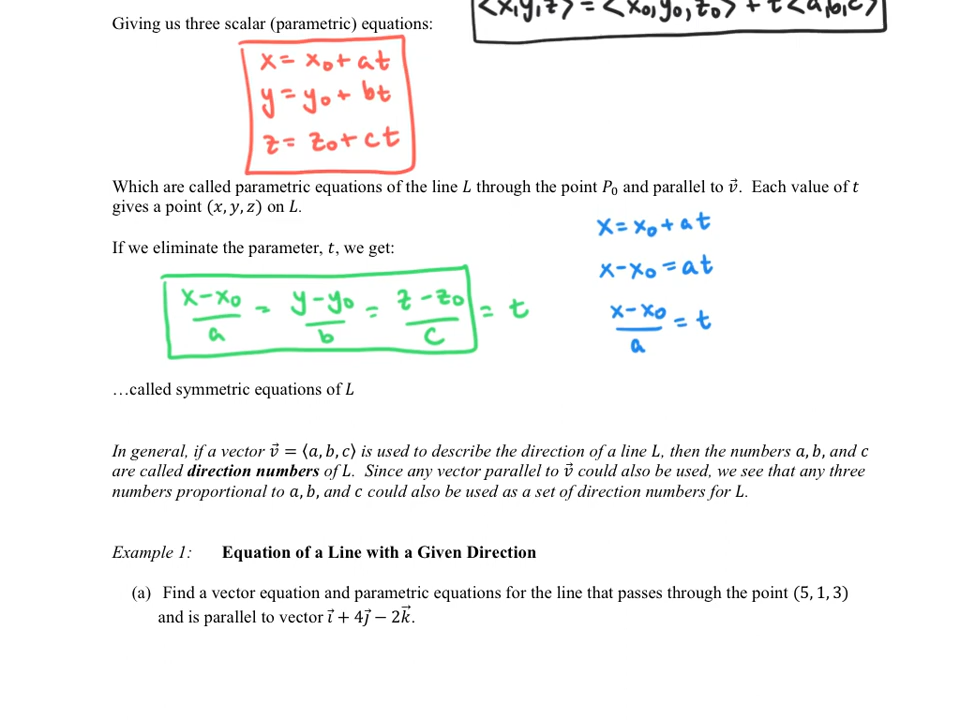 Giving us three scalar (parametric) equations:
<x,y,z> = <x₀,y₀,z₀> + t<a,b,c>
x = x₀ + at
y = y₀ + bt
z = z₀ + ct
Which are called parametric equations of the line L through the point P₀ and parallel to v⃗. Each value of t
gives a point (x, y, z) on L.
x = x₀ + at
If we eliminate the parameter, t, we get:
x - x₀ = at
(x - x₀)/a = (y - y₀)/b = (z - z₀)/c = t
(x - x₀)/a = t
…called symmetric equations of L
In general, if a vector v⃗ = ⟨a, b, c⟩ is used to describe the direction of a line L, then the numbers a, b, and c
are called direction numbers of L. Since any vector parallel to v⃗ could also be used, we see that any three
numbers proportional to a, b, and c could also be used as a set of direction numbers for L.
Example 1: Equation of a Line with a Given Direction
(a) Find a vector equation and parametric equations for the line that passes through the point (5, 1, 3)
and is parallel to vector i⃗ + 4j⃗ − 2k⃗.